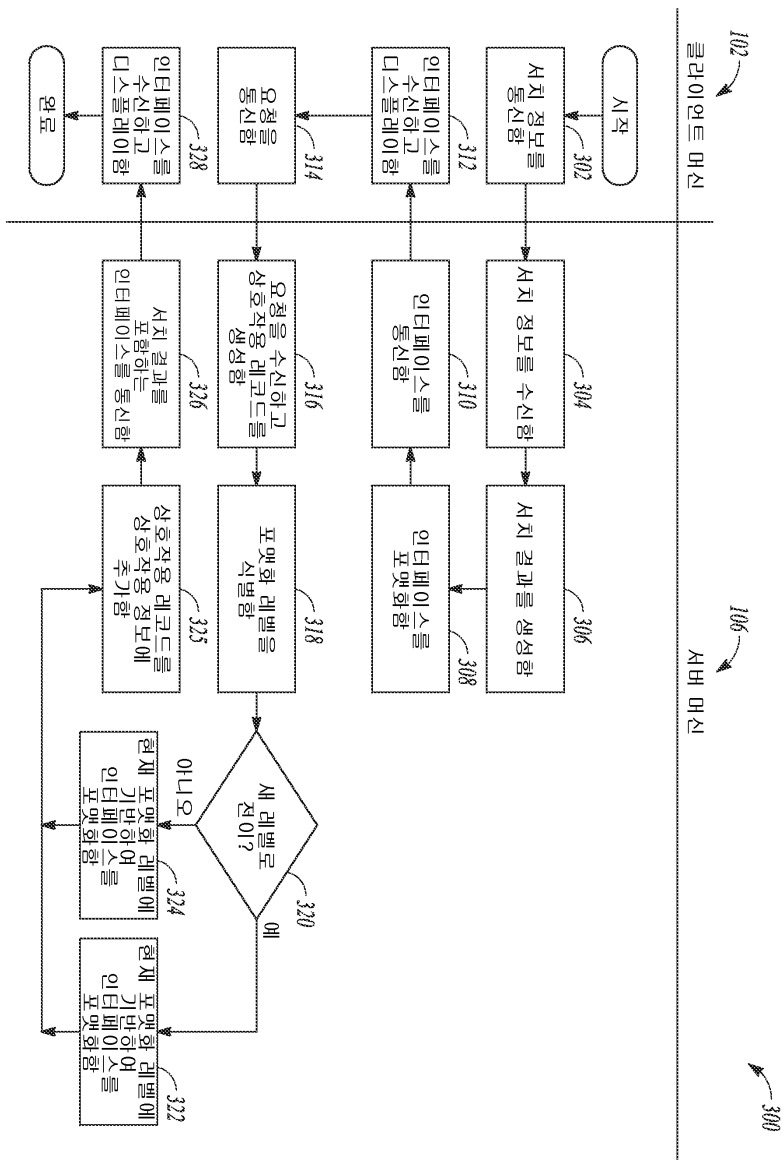 300
102
클라이언트 머신
106
서버 머신
시작
302
서치 정보를
통신함
304
서치 정보를 수신함
306
서치 결과를 생성함
308
인터페이스를
포맷화함
310
인터페이스를
통신함
312
인터페이스를
수신하고
디스플레이함
314
요청을
통신함
316
요청을 수신하고
상호작용 레코드를
생성함
318
포맷화 레벨을
식별함
320
새 레벨로
전이?
예
아니오
322
현재 포맷화 레벨에
기반하여
인터페이스를
포맷화함
324
현재 포맷화 레벨에
기반하여
인터페이스를
포맷화함
325
상호작용 레코드를
상호작용 정보에
추가함
326
서치 결과를
포함하는
인터페이스를 통신함
328
인터페이스를
수신하고
디스플레이함
완료